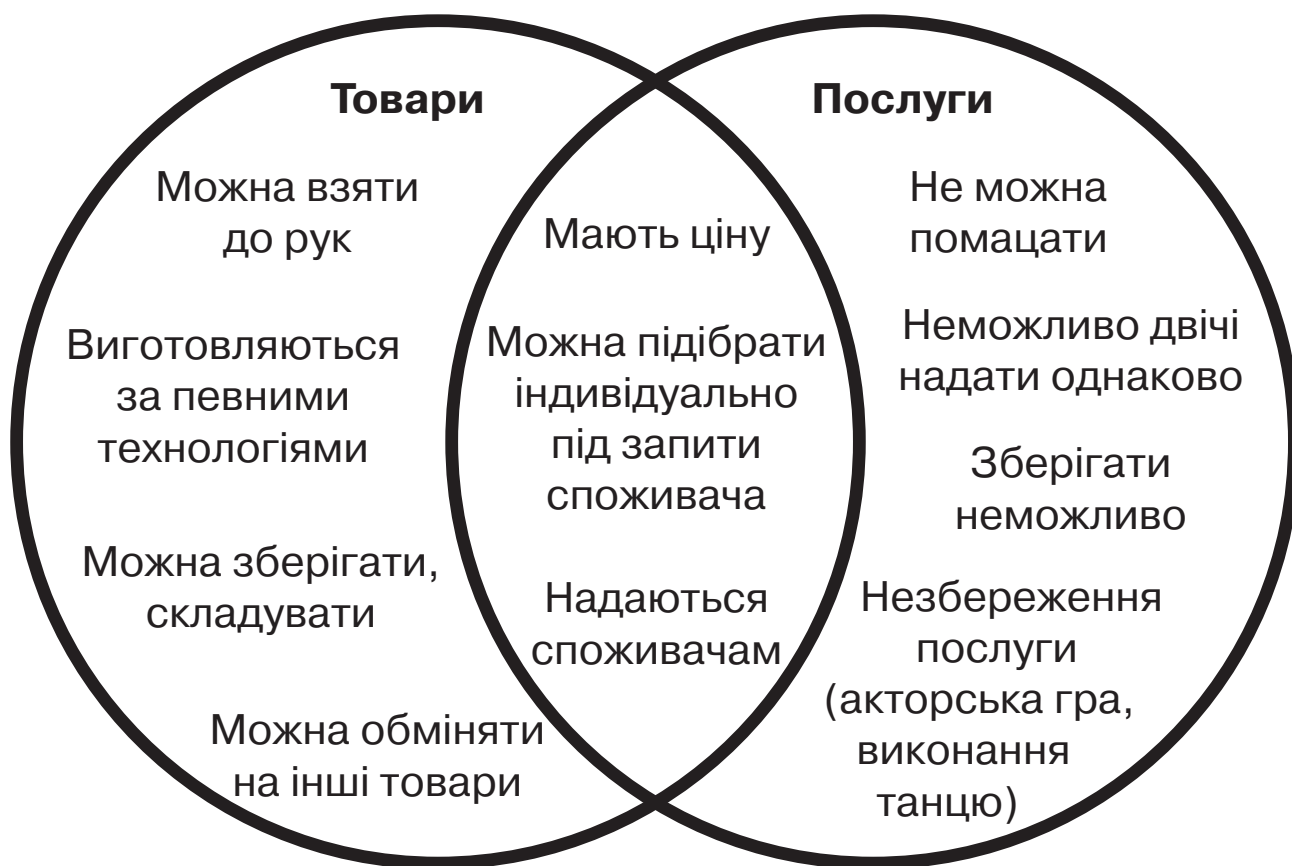 Товари
Можна взяти
до рук
Виготовляються
за певними
технологіями
Можна зберігати,
складувати
Можна обміняти
на інші товари
Мають ціну
Можна підібрати
індивідуально
під запити
споживача
Надаються
споживачам
Послуги
Не можна
помацати
Неможливо двічі
надати однаково
Зберігати
неможливо
Незбереження
послуги
(акторська гра,
виконання
танцю)